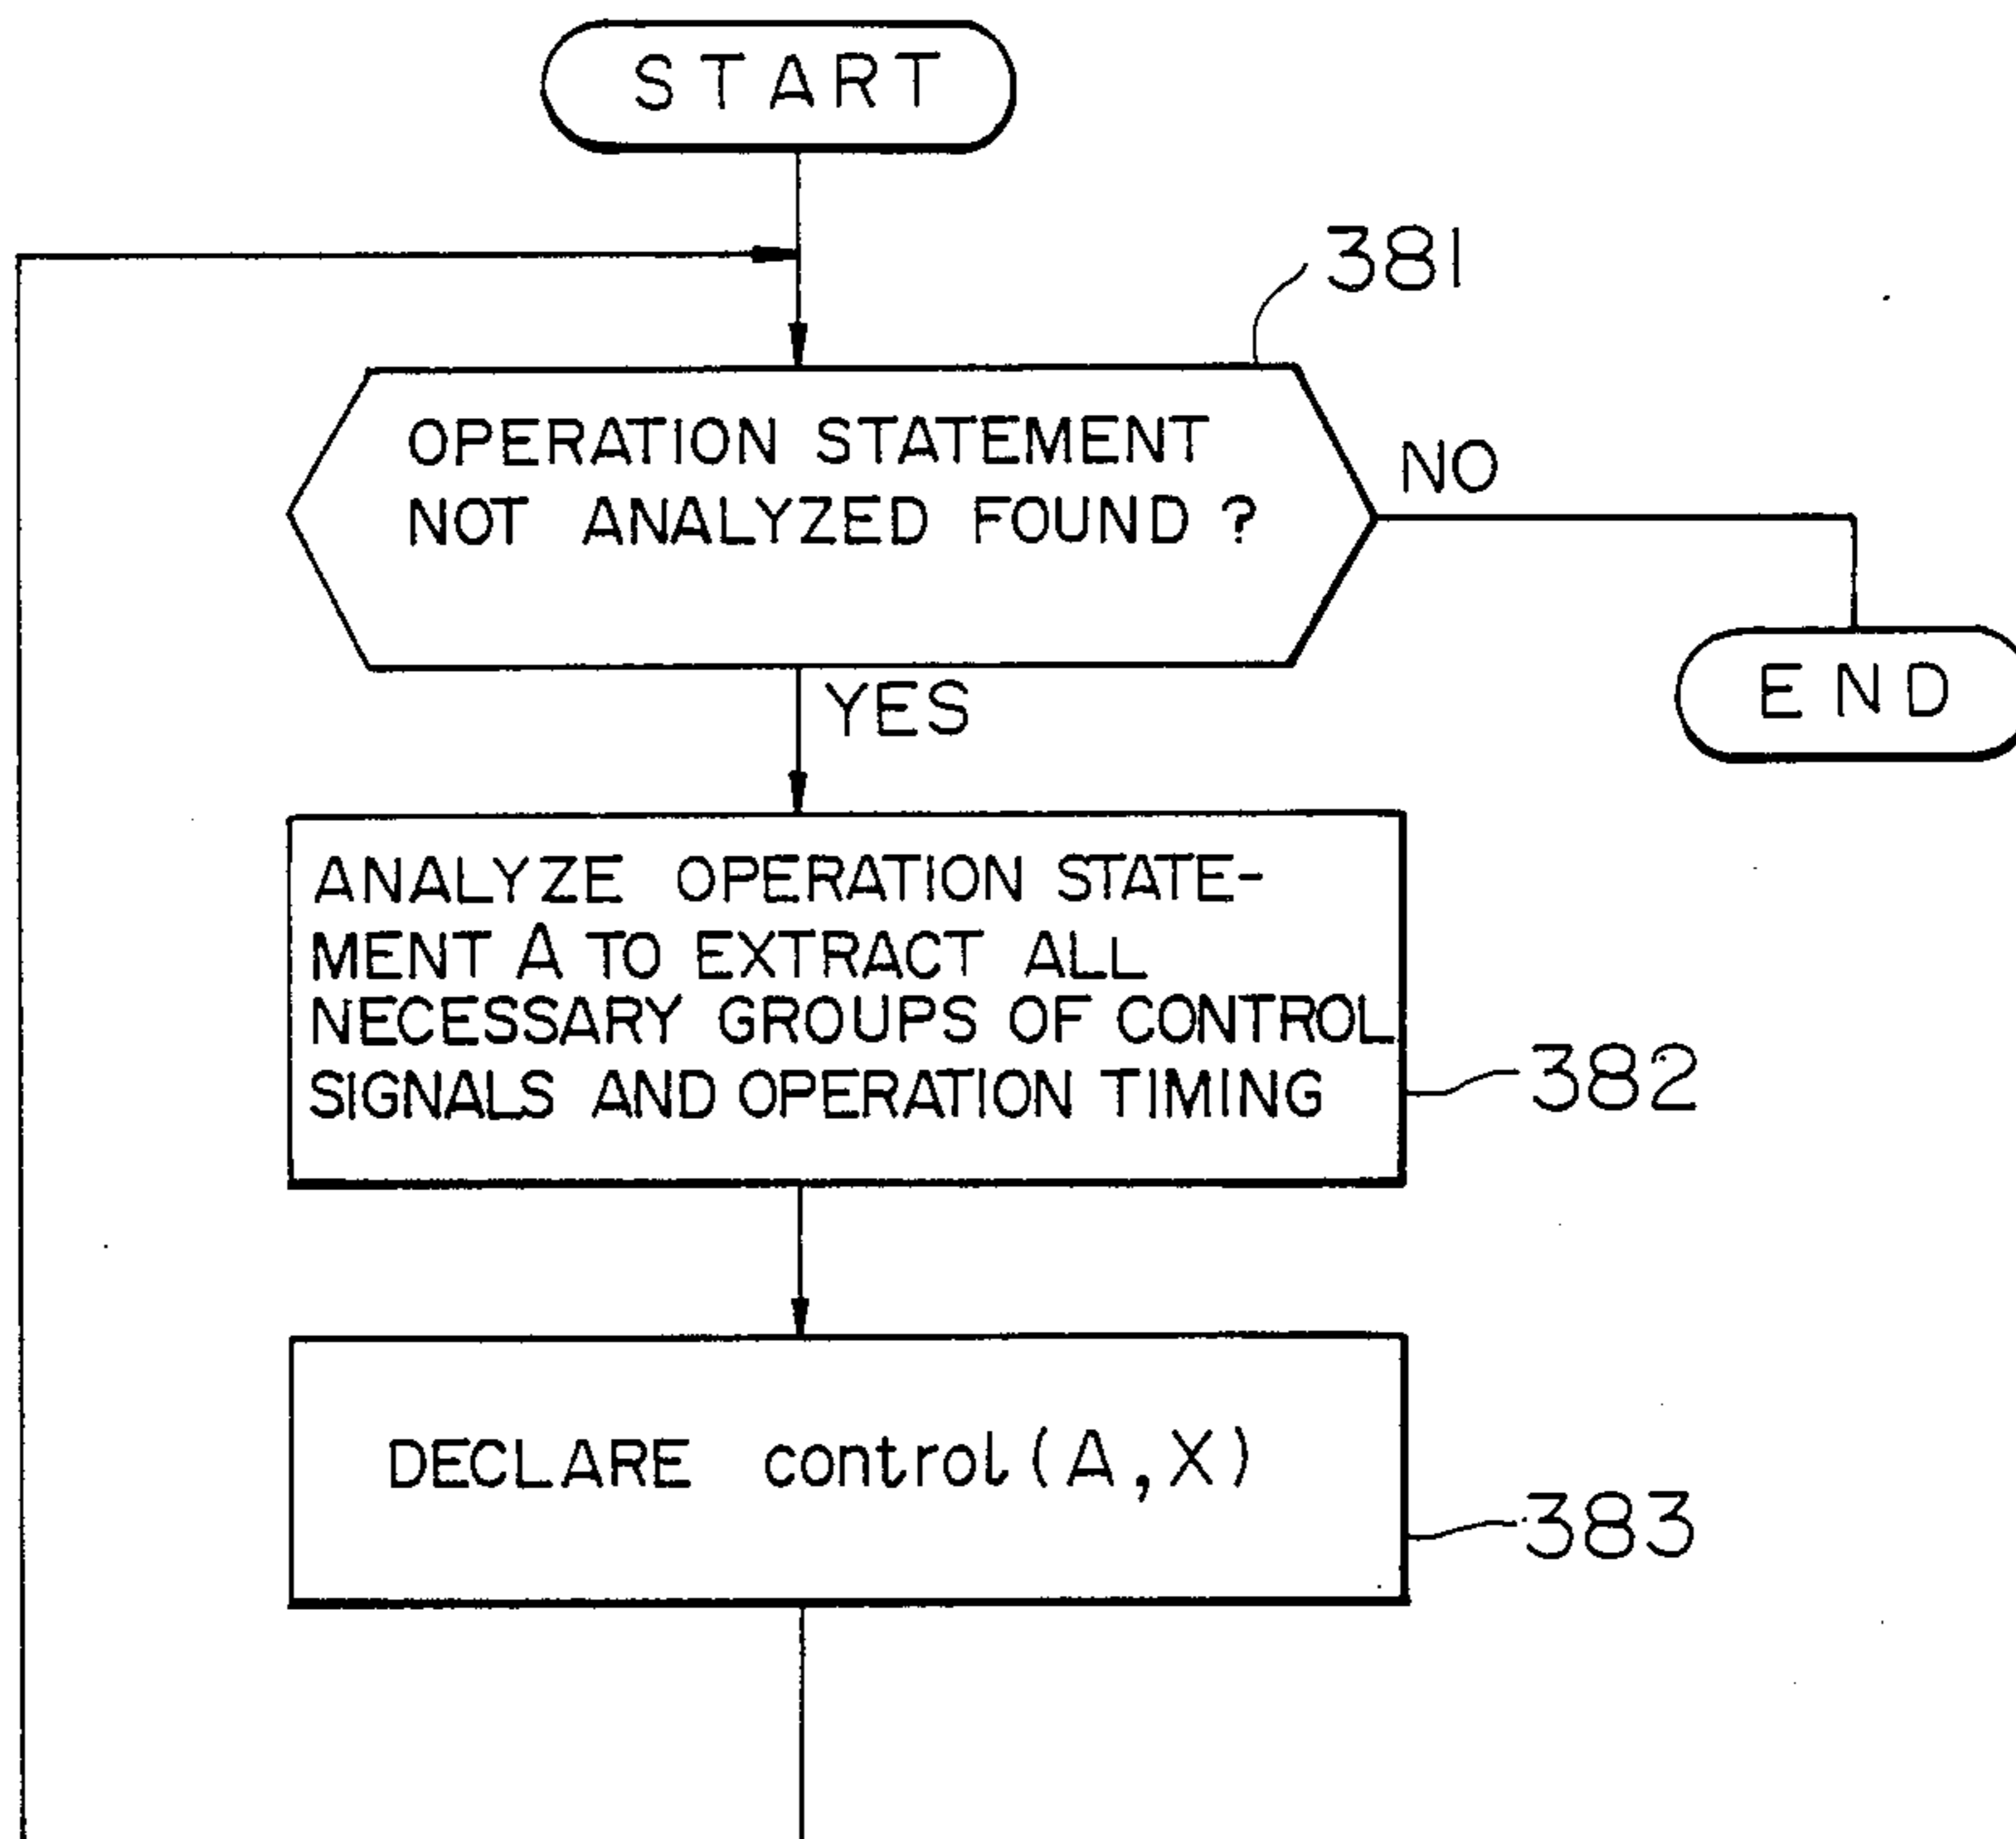 START
381
OPERATION STATEMENT
NOT ANALYZED FOUND ?
NO
YES
END
ANALYZE OPERATION STATE-
MENT A TO EXTRACT ALL
NECESSARY GROUPS OF CONTROL
SIGNALS AND OPERATION TIMING
382
DECLARE control(A,X)
383